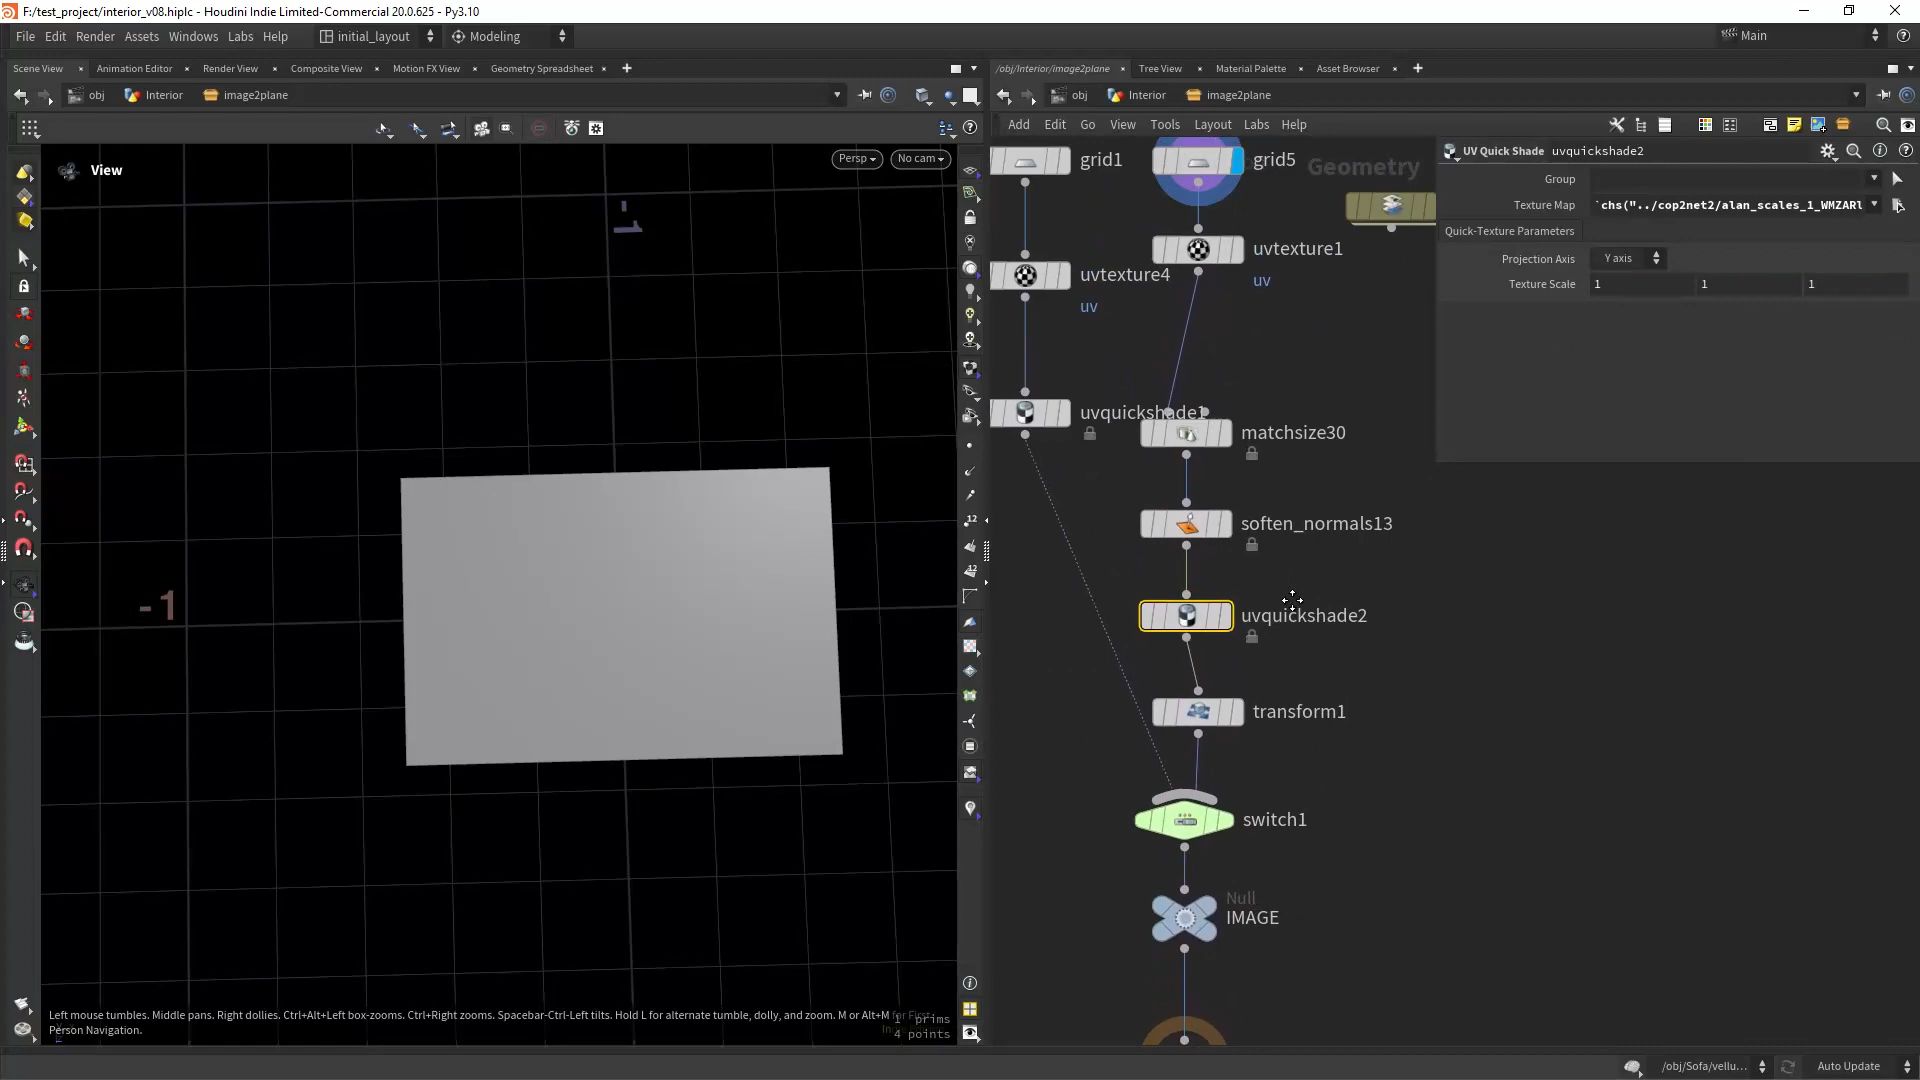 F:/test_project/interior_v08.hiplc - Houdini Indie Limited-Commercial 20.0.625 - Py3.10
File Edit Render Assets Windows Labs Help initial_layout Modeling Main
Scene View Animation Editor Render View Composite View Motion FX View Geometry Spreadsheet
/obj/Interior/image2plane Tree View Material Palette Asset Browser
obj Interior image2plane
obj Interior image2plane
Add Edit Go View Tools Layout Labs Help
View
Persp
No cam
grid1
grid5
Geometry
UV Quick Shade uvquickshade2
Group
Texture Map `chs("../cop2net2/alan_scales_1_WMZARl
Quick-Texture Parameters
Projection Axis Y axis
Texture Scale 1 1 1
uvtexture1
uv
uvtexture4
uv
uvquickshade1
matchsize30
soften_normals13
uvquickshade2
transform1
switch1
Null
IMAGE
-1
-1
12
12
Left mouse tumbles. Middle pans. Right dollies. Ctrl+Alt+Left box-zooms. Ctrl+Right zooms. Spacebar-Ctrl-Left tilts. Hold L for alternate tumble, dolly, and zoom. M or Alt+M for First
Person Navigation.
1 prims
4 points
/obj/Sofa/vellu...
Auto Update